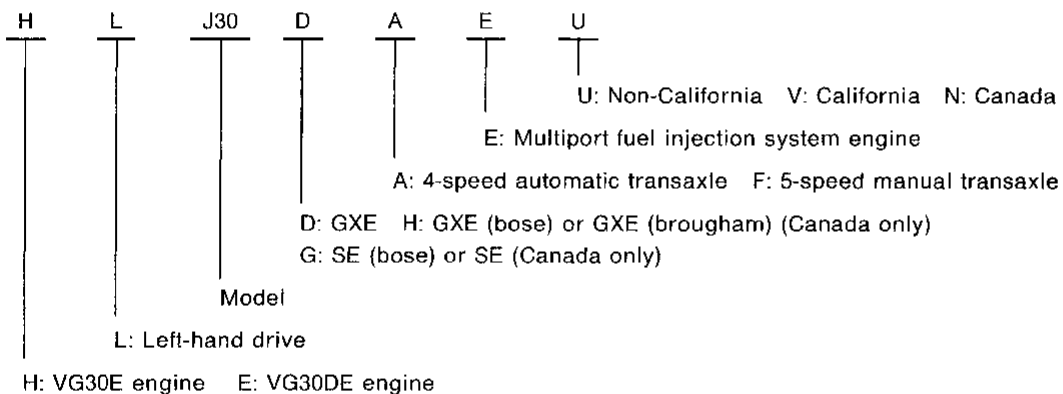 H L J30 D A E U
U: Non-California V: California N: Canada
E: Multiport fuel injection system engine
A: 4-speed automatic transaxle F: 5-speed manual transaxle
D: GXE H: GXE (bose) or GXE (brougham) (Canada only)
G: SE (bose) or SE (Canada only)
Model
L: Left-hand drive
H: VG30E engine E: VG30DE engine